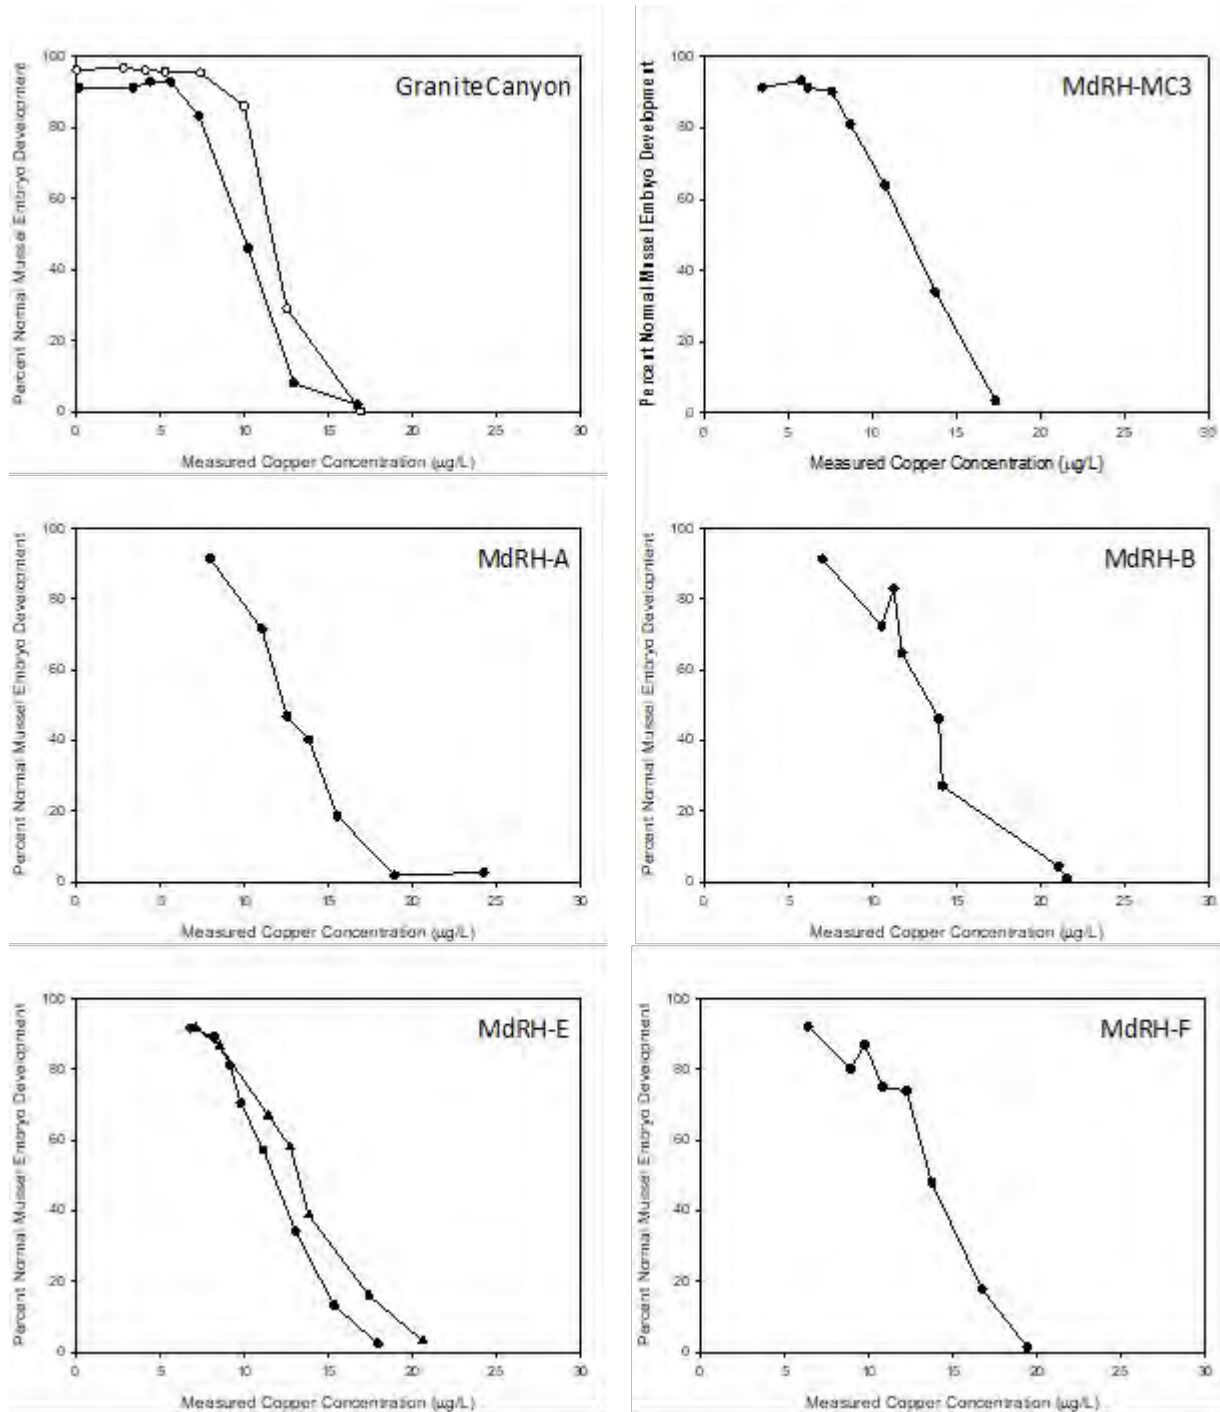 GraniteCanyon
Percent Normal Mussel Embryo Development
100
80
60
40
20
0
0 5 10 15 20 25 30
Measured Copper Concentration (µg/L)
MdRH-MC3
Percent Normal Mussel Embryo Development
100
80
60
40
20
0
0 5 10 15 20 25 30
Measured Copper Concentration (µg/L)
MdRH-A
Percent Normal Mussel Embryo Development
100
80
60
40
20
0
0 5 10 15 20 25 30
Measured Copper Concentration (µg/L)
MdRH-B
Percent Normal Mussel Embryo Development
100
80
60
40
20
0
0 5 10 15 20 25 30
Measured Copper Concentration (µg/L)
MdRH-E
Percent Normal Mussel Embryo Development
100
80
60
40
20
0
0 5 10 15 20 25 30
Measured Copper Concentration (µg/L)
MdRH-F
Percent Normal Mussel Embryo Development
100
80
60
40
20
0
0 5 10 15 20 25 30
Measured Copper Concentration (µg/L)